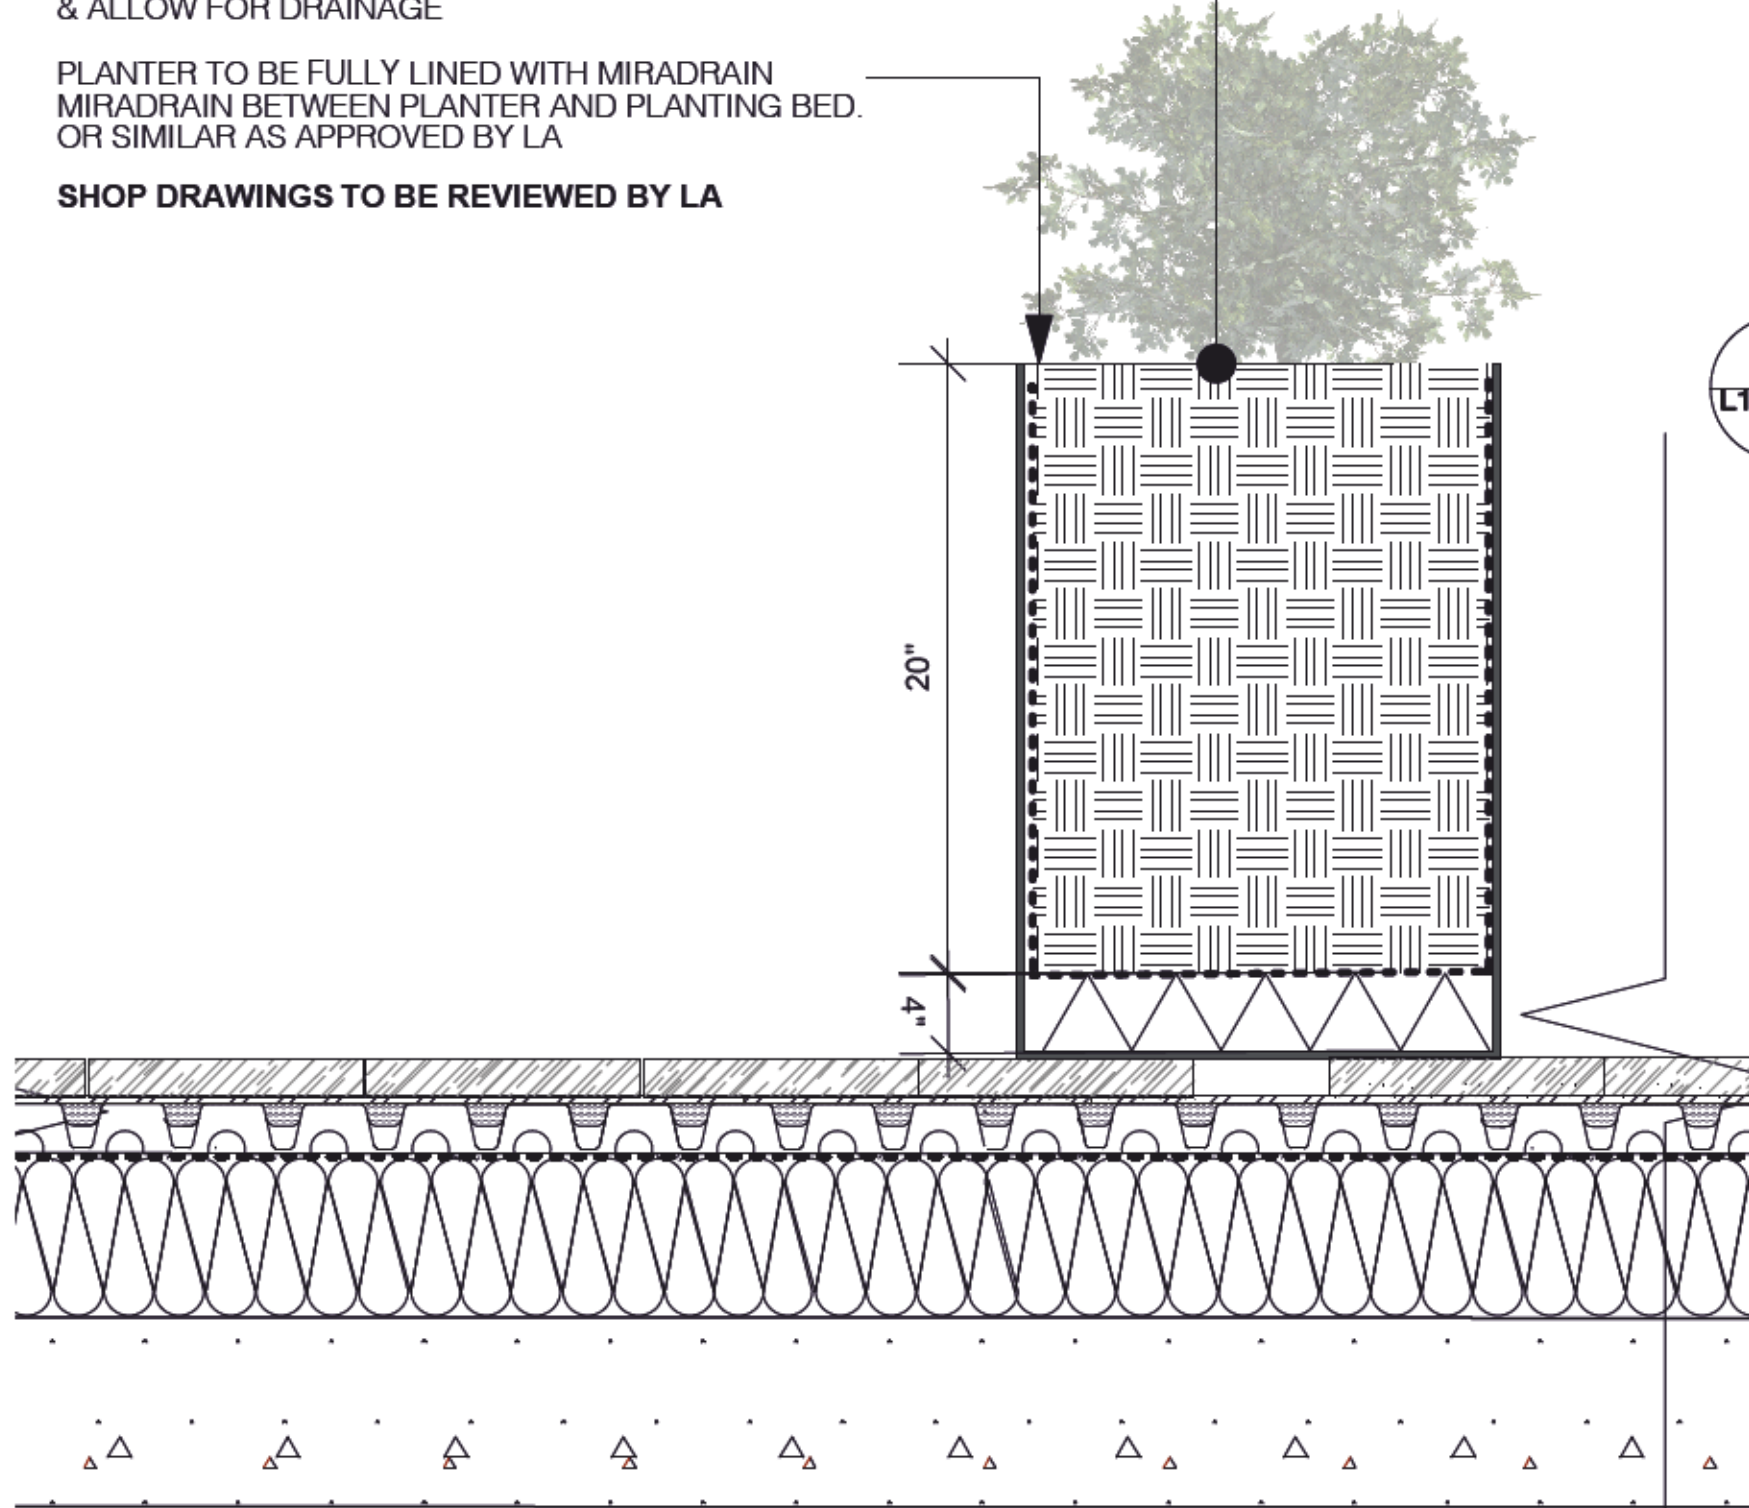 & ALLOW FOR DRAINAGE
PLANTER TO BE FULLY LINED WITH MIRADRAIN
MIRADRAIN BETWEEN PLANTER AND PLANTING BED.
OR SIMILAR AS APPROVED BY LA
SHOP DRAWINGS TO BE REVIEWED BY LA
20"
4"